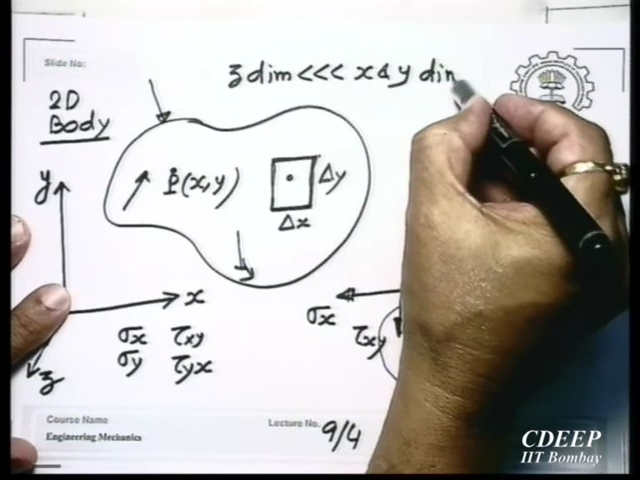 Slide No:
z dim <<< x & y dim
2D
Body
P(x,y)
Δy
Δx
y
x
z
σx τxy
σy τyx
σx
τxy
Course Name
Engineering Mechanics
Lecture No. 9/4
CDEEP
IIT Bombay